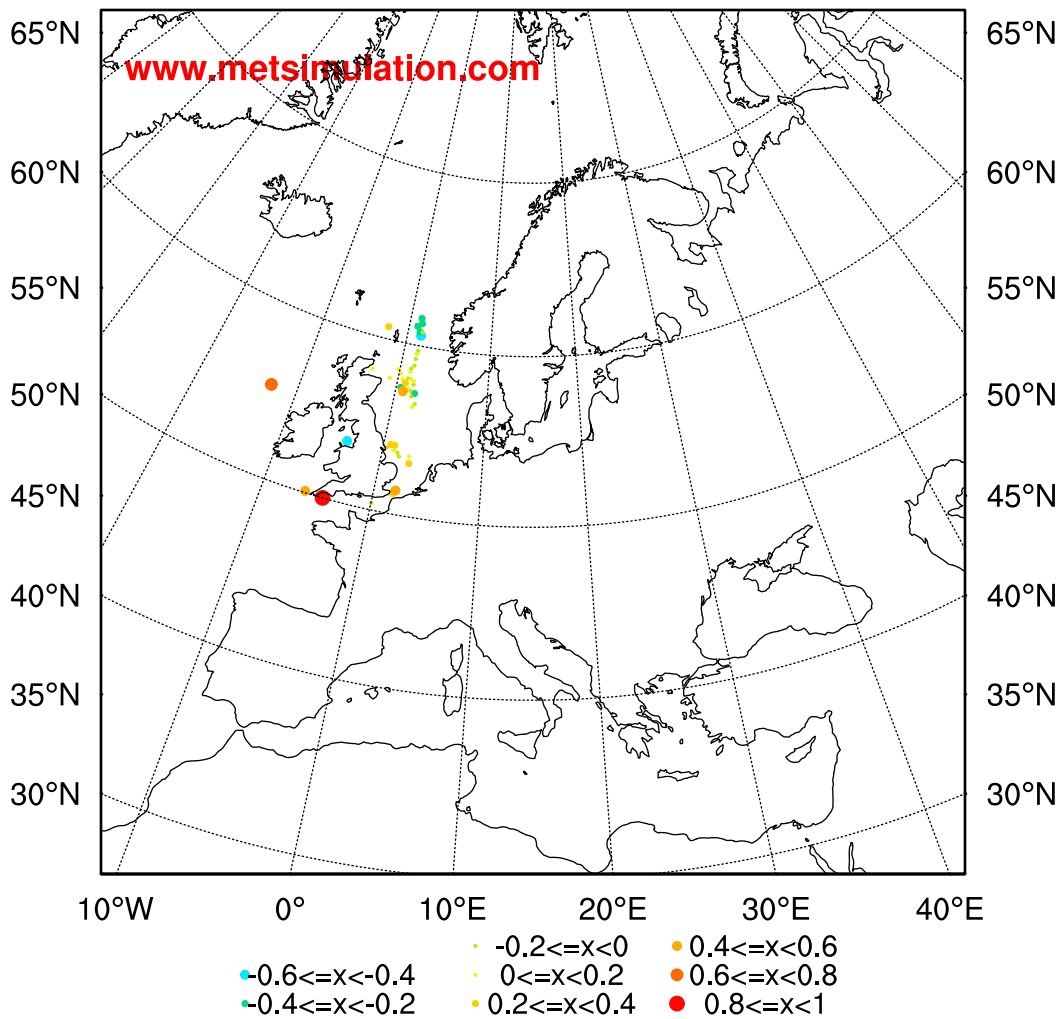 65°N 65°N
www.metsimulation.com
60°N 60°N
55°N 55°N
50°N 50°N
45°N 45°N
40°N 40°N
35°N 35°N
30°N 30°N
10°W 0° 10°E 20°E 30°E 40°E
-0.2<=x<0 0.4<=x<0.6
-0.6<=x<-0.4 0<=x<0.2 0.6<=x<0.8
-0.4<=x<-0.2 0.2<=x<0.4 0.8<=x<1